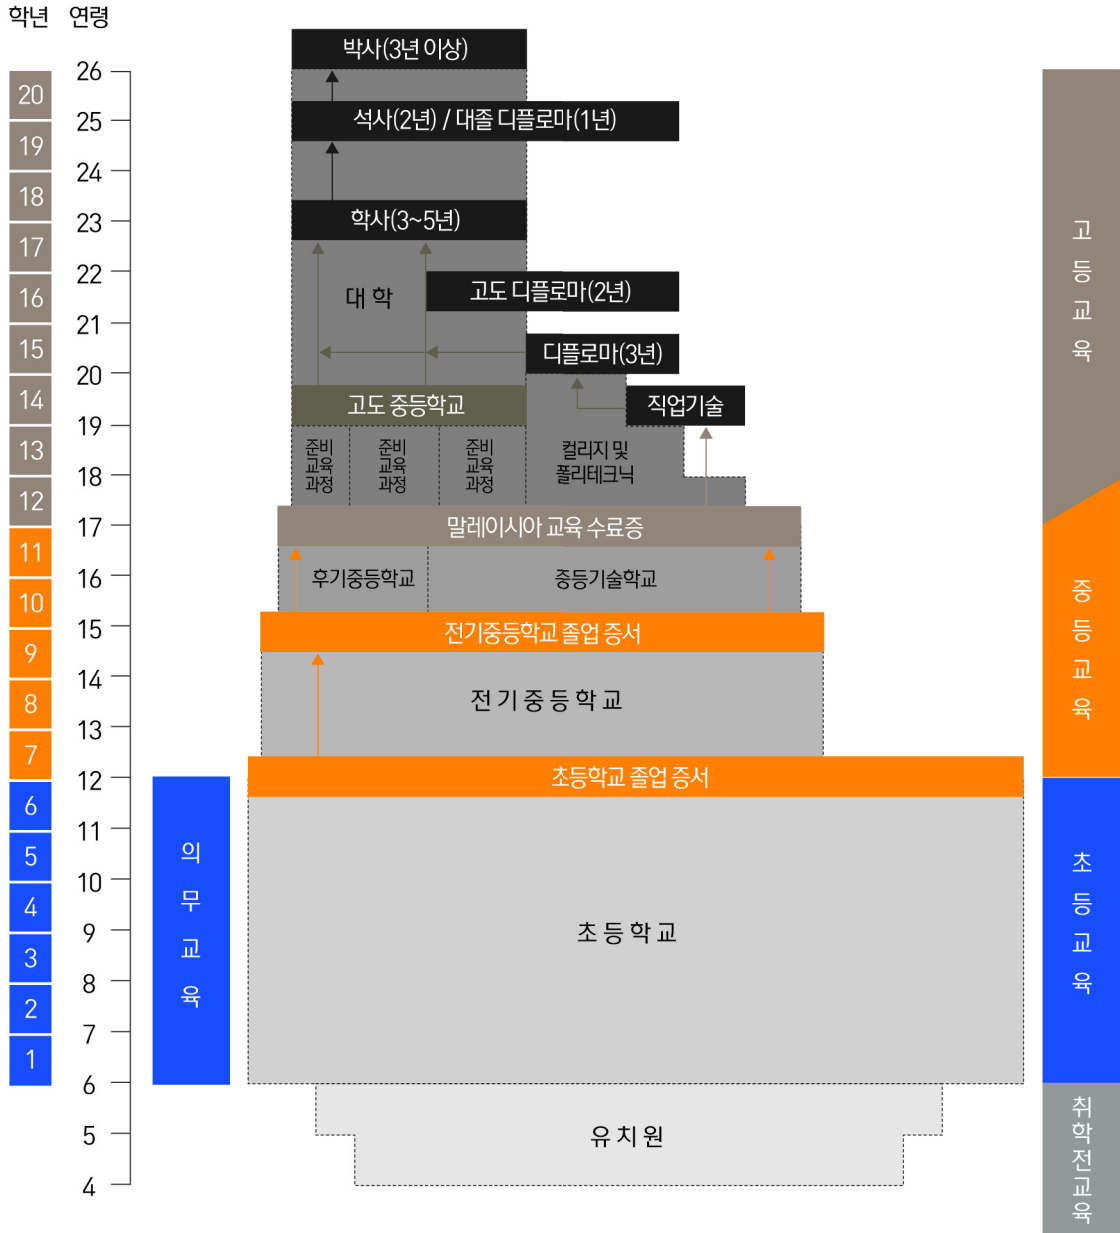 학년 연령
박사(3년 이상)
26
20
석사(2년) / 대졸 디플로마(1년)
25
19
24
18
학사(3~5년)
23
17
22
대 학
고도 디플로마(2년)
16
21
디플로마(3년)
15
20
고도 중등학교
직업기술
14
19
준비
교육
과정
준비
교육
과정
준비
교육
과정
컬리지 및
폴리테크닉
13
18
12
말레이시아 교육 수료증
17
11
후기중등학교
중등기술학교
16
10
전기중등학교 졸업 증서
15
9
14
전 기 중 등 학 교
8
13
7
초등학교 졸업 증서
12
6
11
5
10
4
9
초 등 학 교
3
8
2
7
1
6
유 치 원
5
4
의
무
교
육
고
등
교
육
중
등
교
육
초
등
교
육
취
학
전
교
육